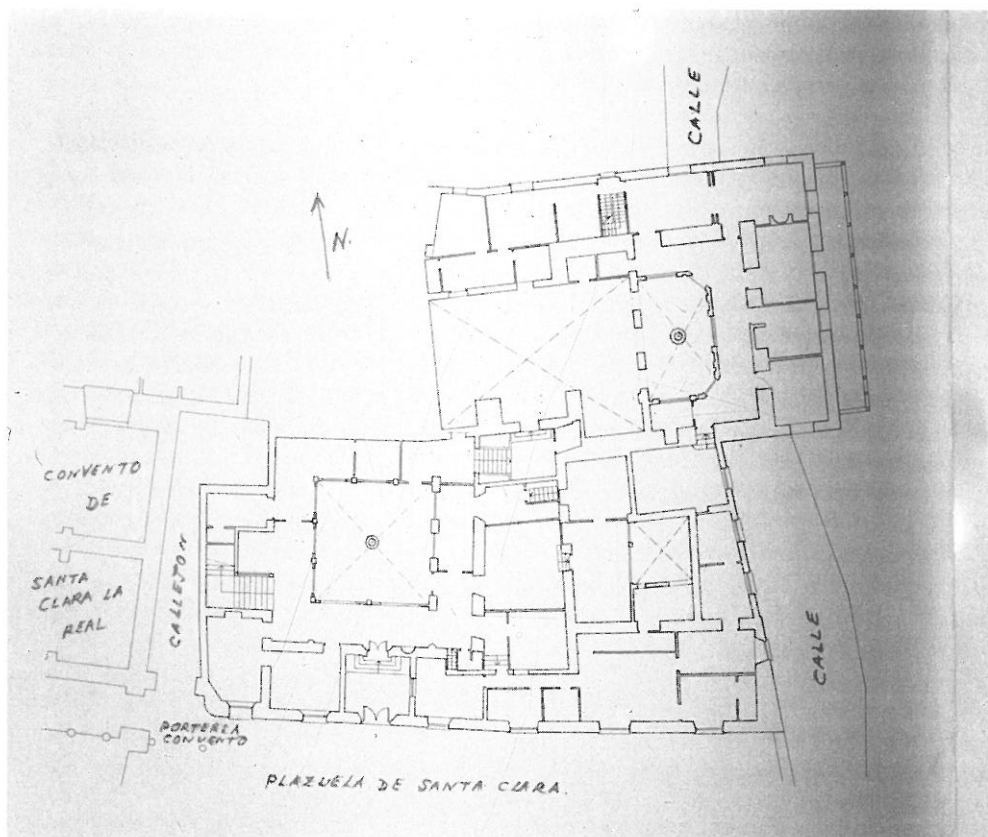 CALLE
N.
CONVENTO
DE
SANTA
CLARA LA
REAL
CALLEJON
CALLE
PORTERIA
CONVENTO
PLAZUELA DE SANTA CLARA.